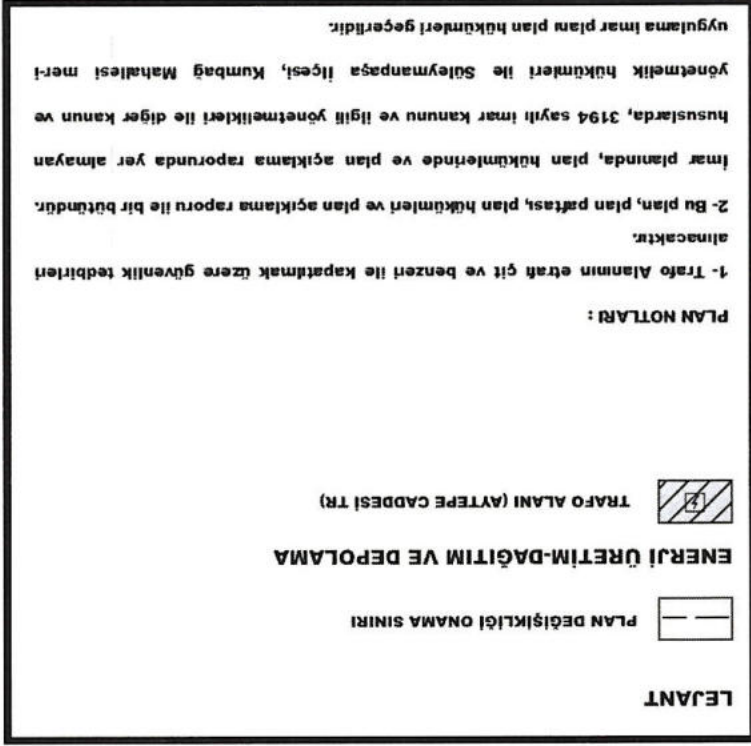 LEJANT
PLAN DEĞİŞİKLİĞİ ONAMA SINIRI
ENERJİ ÜRETİM-DAĞITIM VE DEPOLAMA
TRAFO ALANI (AYTEPE CADDESİ TR)
PLAN NOTLARI :
1- Trafo Alanının etrafı çit ve benzeri ile kapatılmak üzere güvenlik tedbirleri
alınacaktır.
2- Bu plan, plan paftası, plan hükümleri ve plan açıklama raporu ile bir bütündür.
İmar planında, plan hükümlerinde ve plan açıklama raporunda yer almayan
hususlarda, 3194 sayılı imar kanunu ve ilgili yönetmelikleri ile diğer kanun ve
yönetmelik hükümleri ile Süleymanpaşa İlçesi, Kumbağ Mahallesi meri-i
uygulama imar planı plan hükümleri geçerlidir.